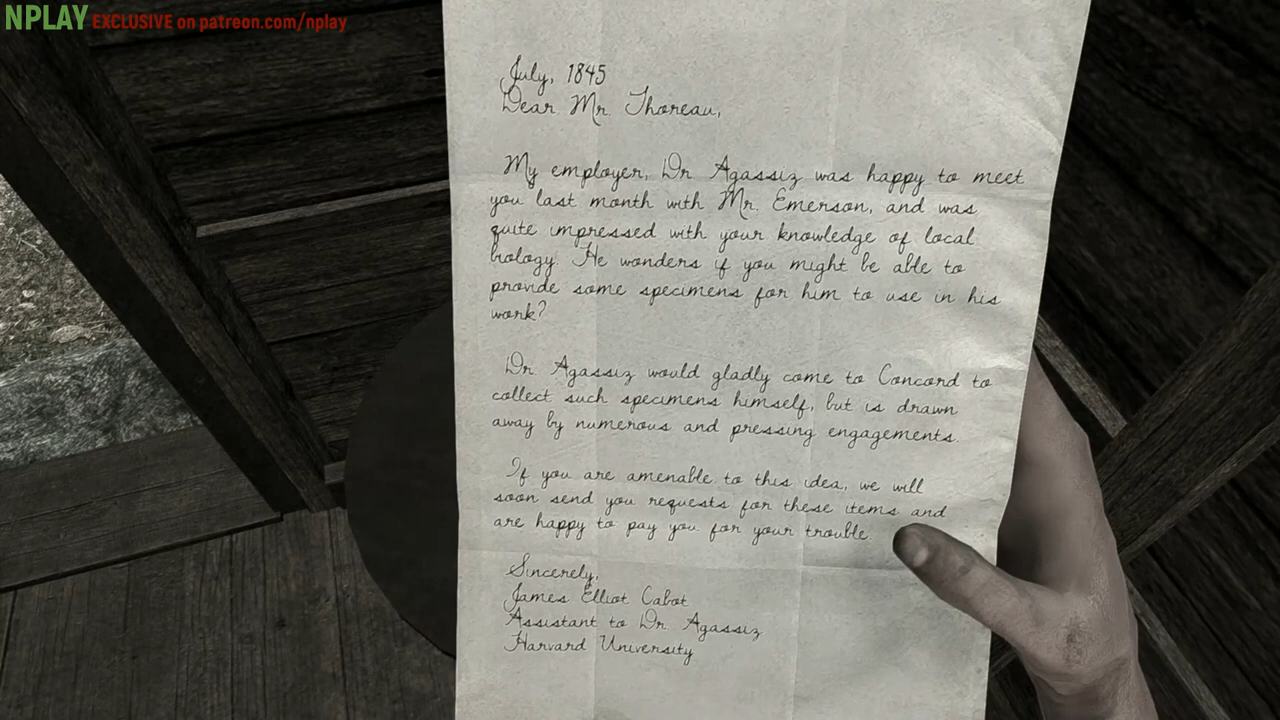 NPLAY EXCLUSIVE on patreon.com/nplay
July, 1845
Dear Mr. Thoreau,
My employer, Dr Agassiz was happy to meet
you last month with Mr. Emerson, and was
quite impressed with your knowledge of local
biology. He wonders if you might be able to
provide some specimens for him to use in his
work?
Dr. Agassiz would gladly come to Concord to
collect such specimens himself, but is drawn
away by numerous and pressing engagements.
If you are amenable to this idea, we will
soon send you requests for these items and
are happy to pay you for your trouble.
Sincerely,
James Elliot Cabot
Assistant to Dr. Agassiz
Harvard University